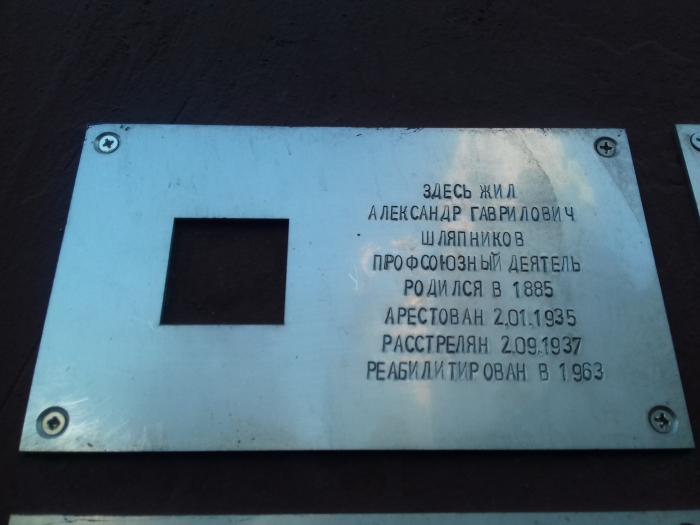 ЗДЕСЬ ЖИЛ
АЛЕКСАНДР ГАВРИЛОВИЧ
ШЛЯПНИКОВ
ПРОФСОЮЗНЫЙ ДЕЯТЕЛЬ
РОДИЛСЯ В 1885
АРЕСТОВАН 2.01.1935
РАССТРЕЛЯН 2.09.1937
РЕАБИЛИТИРОВАН В 1963